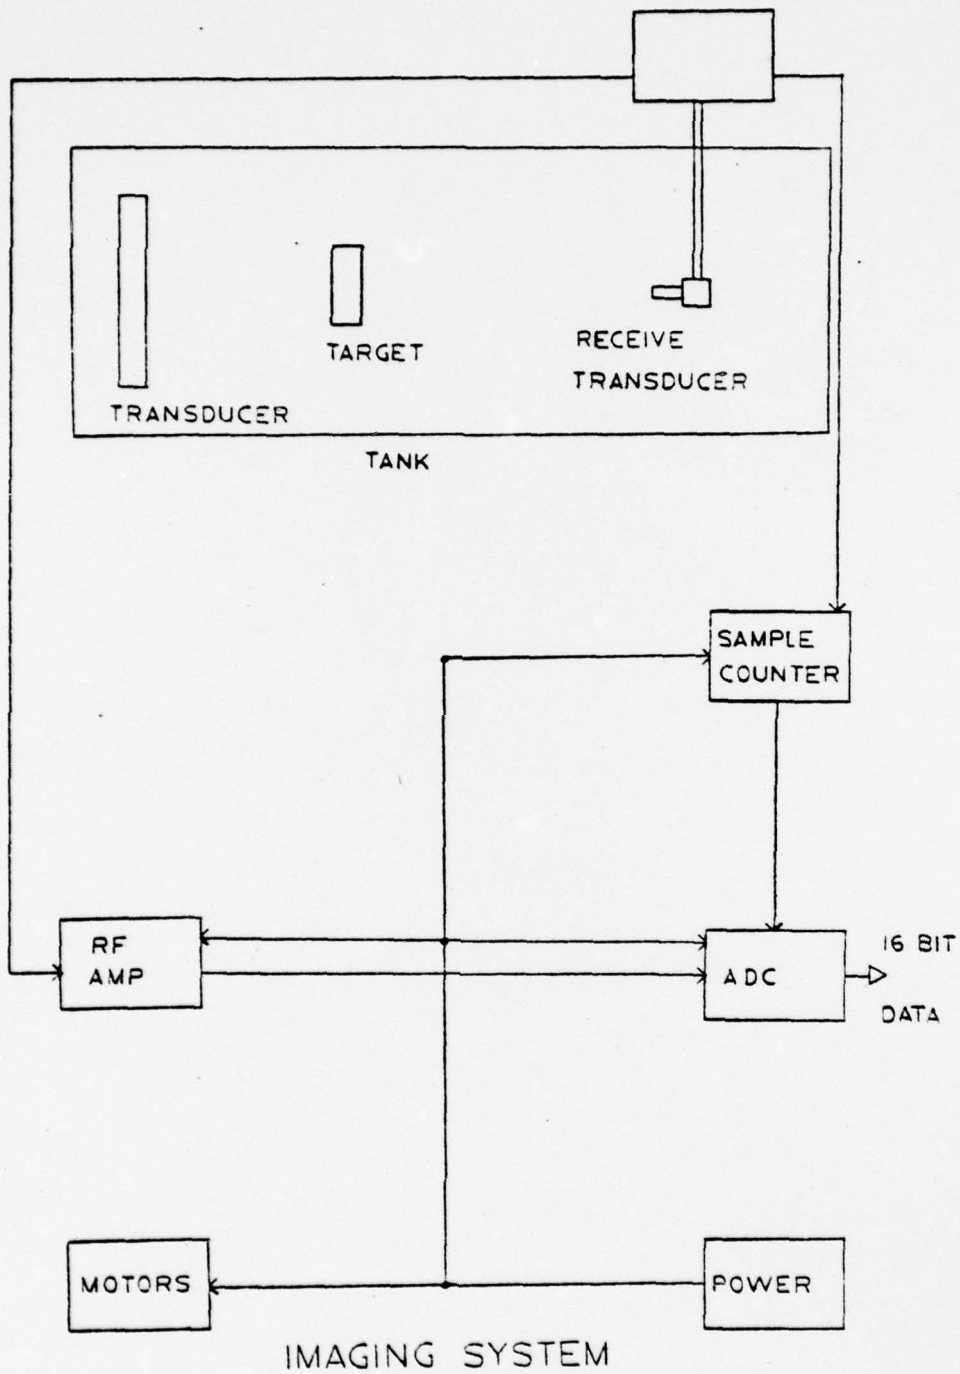 TARGET
RECEIVE
TRANSDUCER
TRANSDUCER
TANK
SAMPLE
COUNTER
RF
AMP
ADC
16 BIT
DATA
MOTORS
POWER
IMAGING SYSTEM